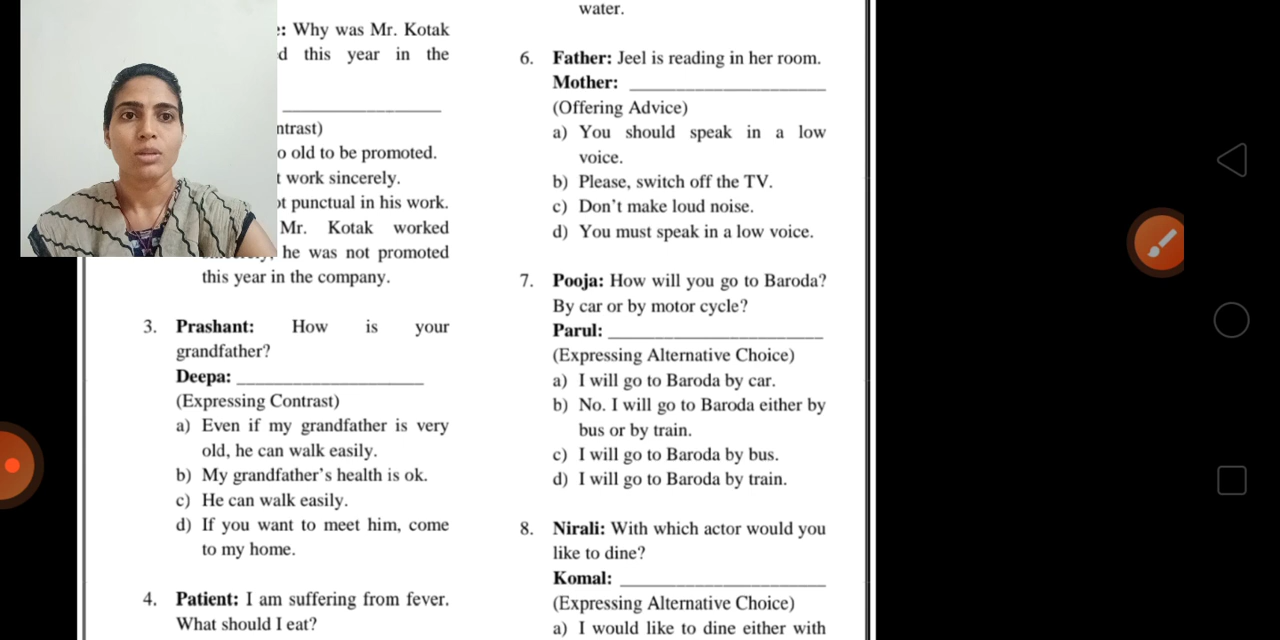 : Why was Mr. Kotak
d this year in the
ntrast)
o old to be promoted.
t work sincerely.
ot punctual in his work.
Mr. Kotak worked
he was not promoted
this year in the company.
3. Prashant: How is your
grandfather?
Deepa: ____________________
(Expressing Contrast)
a) Even if my grandfather is very
old, he can walk easily.
b) My grandfather's health is ok.
c) He can walk easily.
d) If you want to meet him, come
to my home.
4. Patient: I am suffering from fever.
What should I eat?
water.
6. Father: Jeel is reading in her room.
Mother: ____________________
(Offering Advice)
a) You should speak in a low
voice.
b) Please, switch off the TV.
c) Don't make loud noise.
d) You must speak in a low voice.
7. Pooja: How will you go to Baroda?
By car or by motor cycle?
Parul: ____________________
(Expressing Alternative Choice)
a) I will go to Baroda by car.
b) No. I will go to Baroda either by
bus or by train.
c) I will go to Baroda by bus.
d) I will go to Baroda by train.
8. Nirali: With which actor would you
like to dine?
Komal: ____________________
(Expressing Alternative Choice)
a) I would like to dine either with